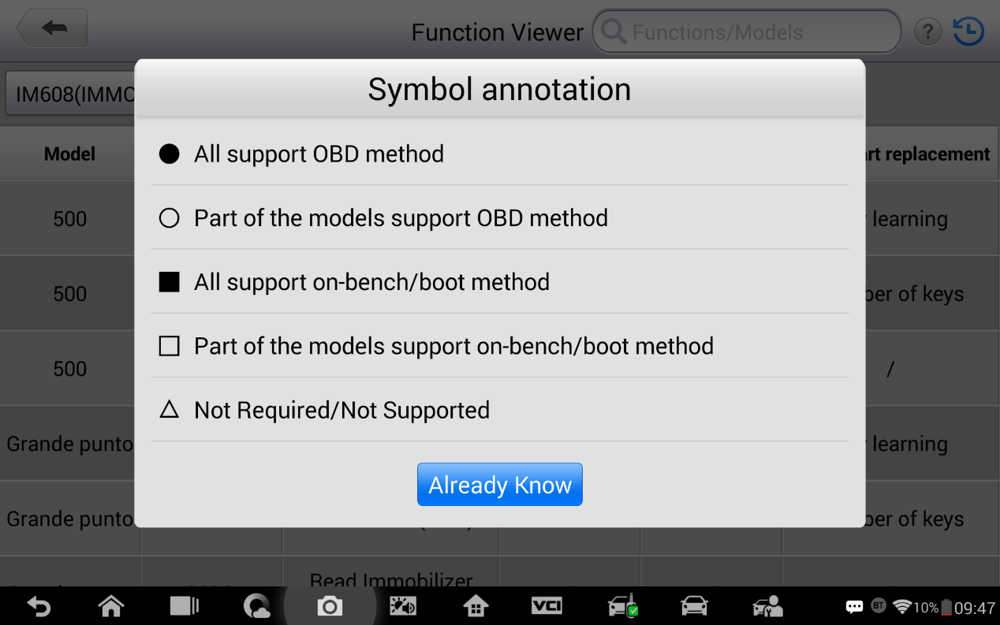 Function Viewer
Functions/Models
?
IM608(IMMO
Symbol annotation
All support OBD method
Part of the models support OBD method
All support on-bench/boot method
Part of the models support on-bench/boot method
Not Required/Not Supported
Already Know
Model
replacement
500
learning
500
of keys
500
/
Grande punto
learning
Grande punto
of keys
Read Immobilizer
VCI
BT
10%
09:47